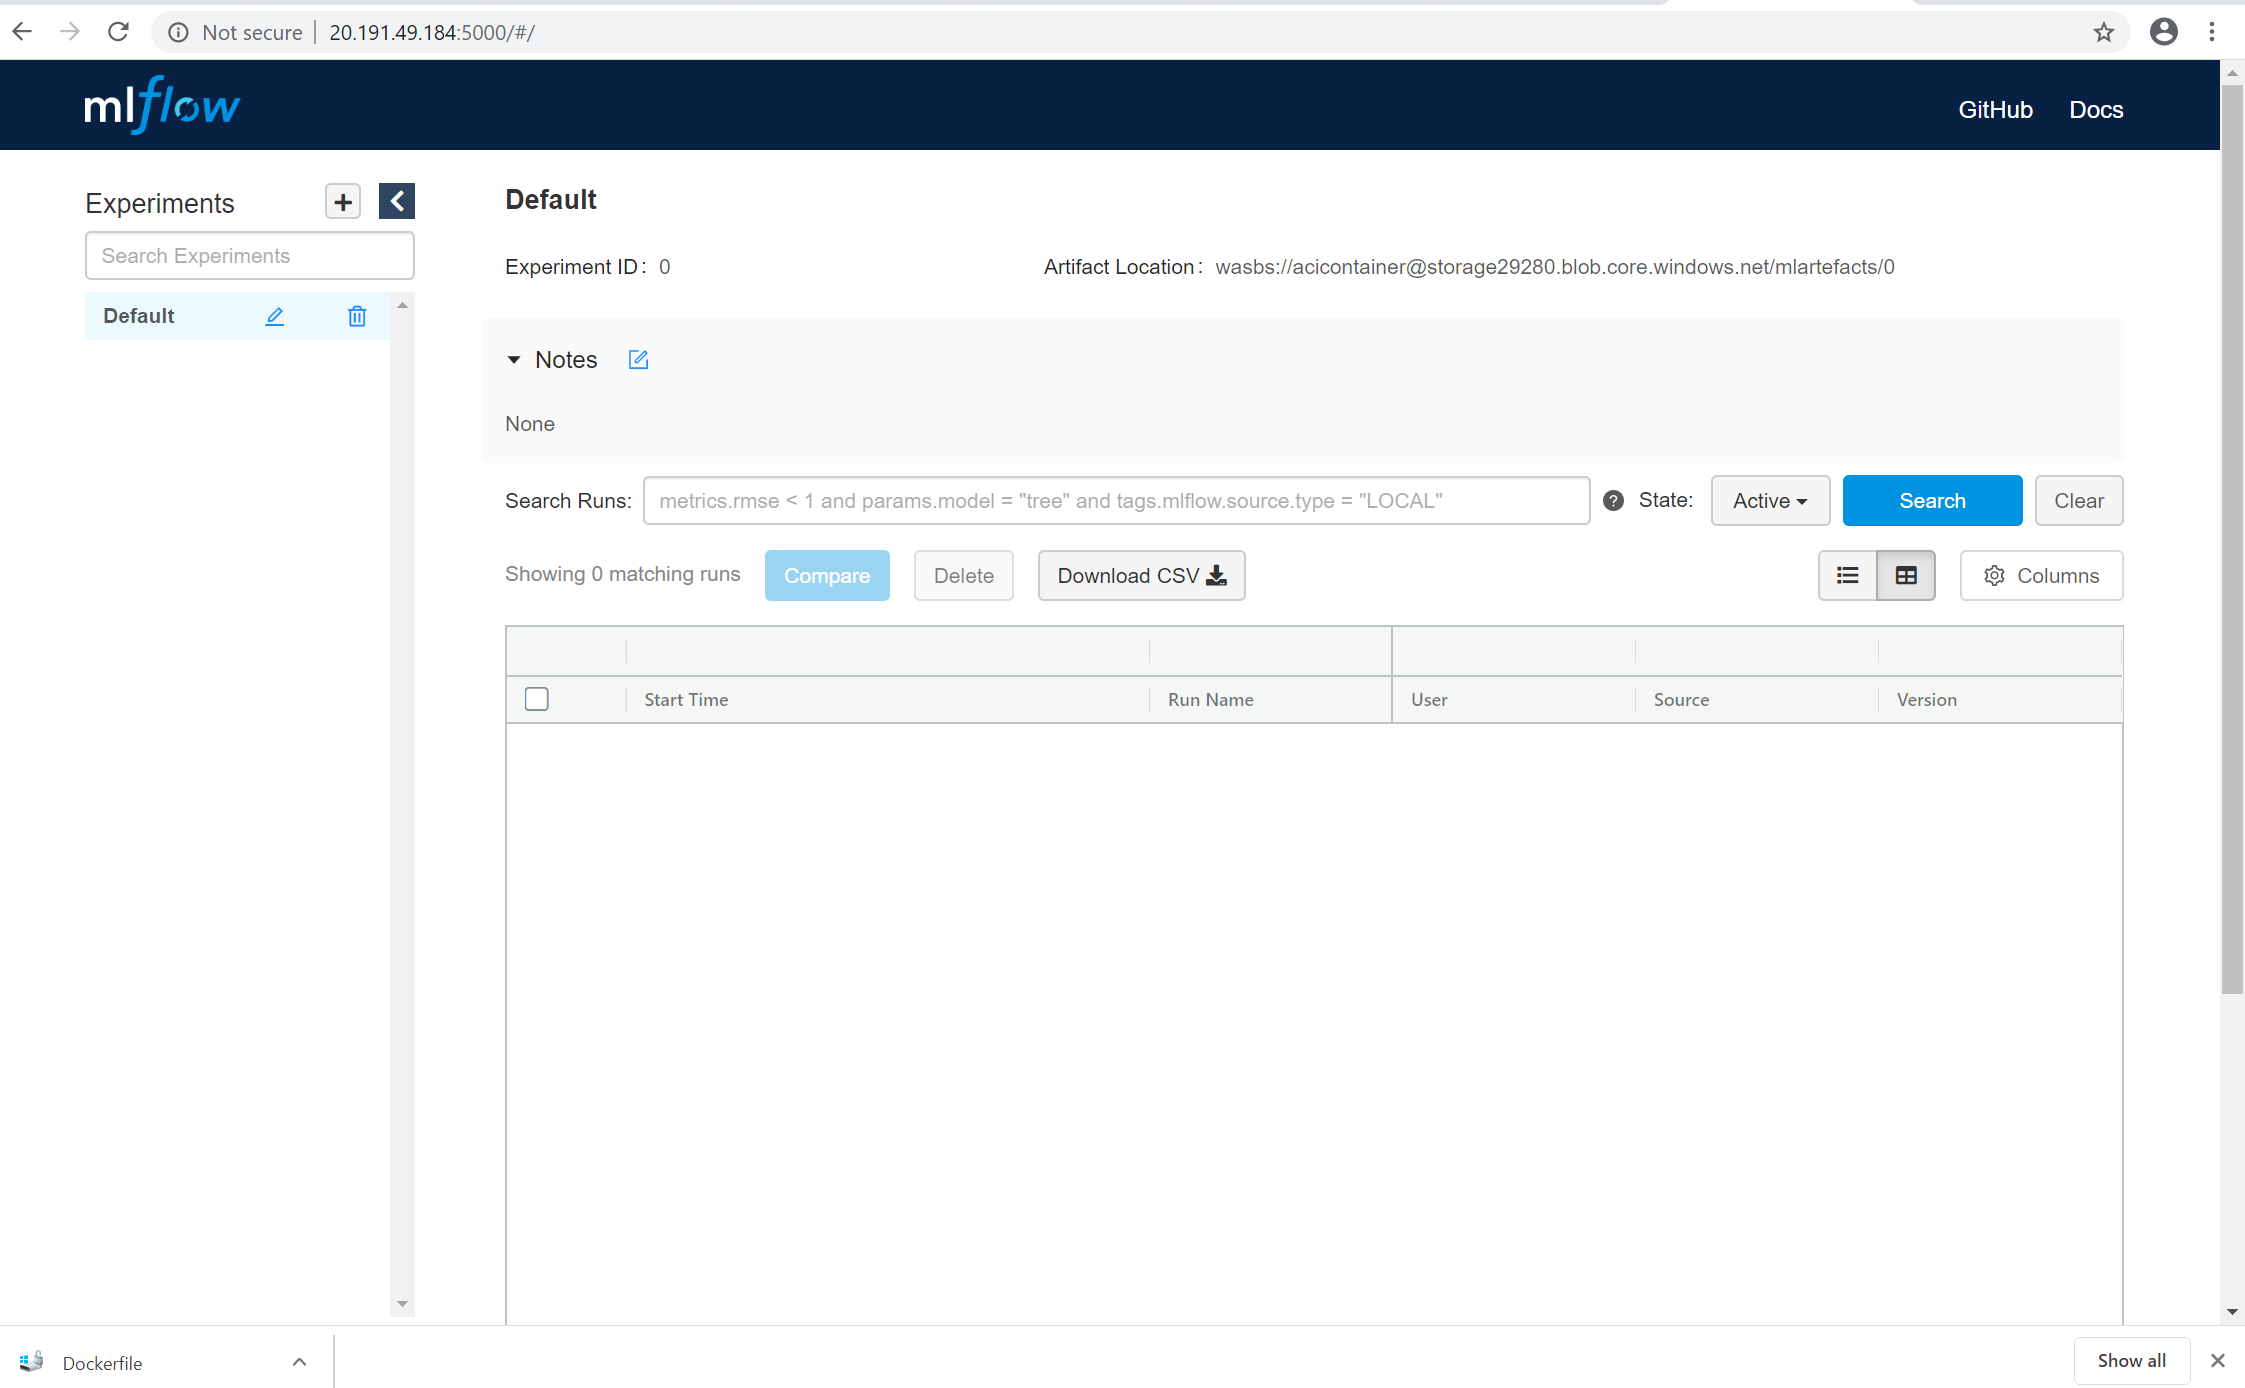 Not secure 20.191.49.184:5000/#/
mlflow
GitHub Docs
Experiments
Search Experiments
Default
Default
Experiment ID: 0 Artifact Location: wasbs://acicontainer@storage29280.blob.core.windows.net/mlartefacts/0
Notes
None
Search Runs: metrics.rmse < 1 and params.model = "tree" and tags.mlflow.source.type = "LOCAL" ? State: Active Search Clear
Showing 0 matching runs Compare Delete Download CSV Columns
Start Time Run Name User Source Version
Dockerfile Show all